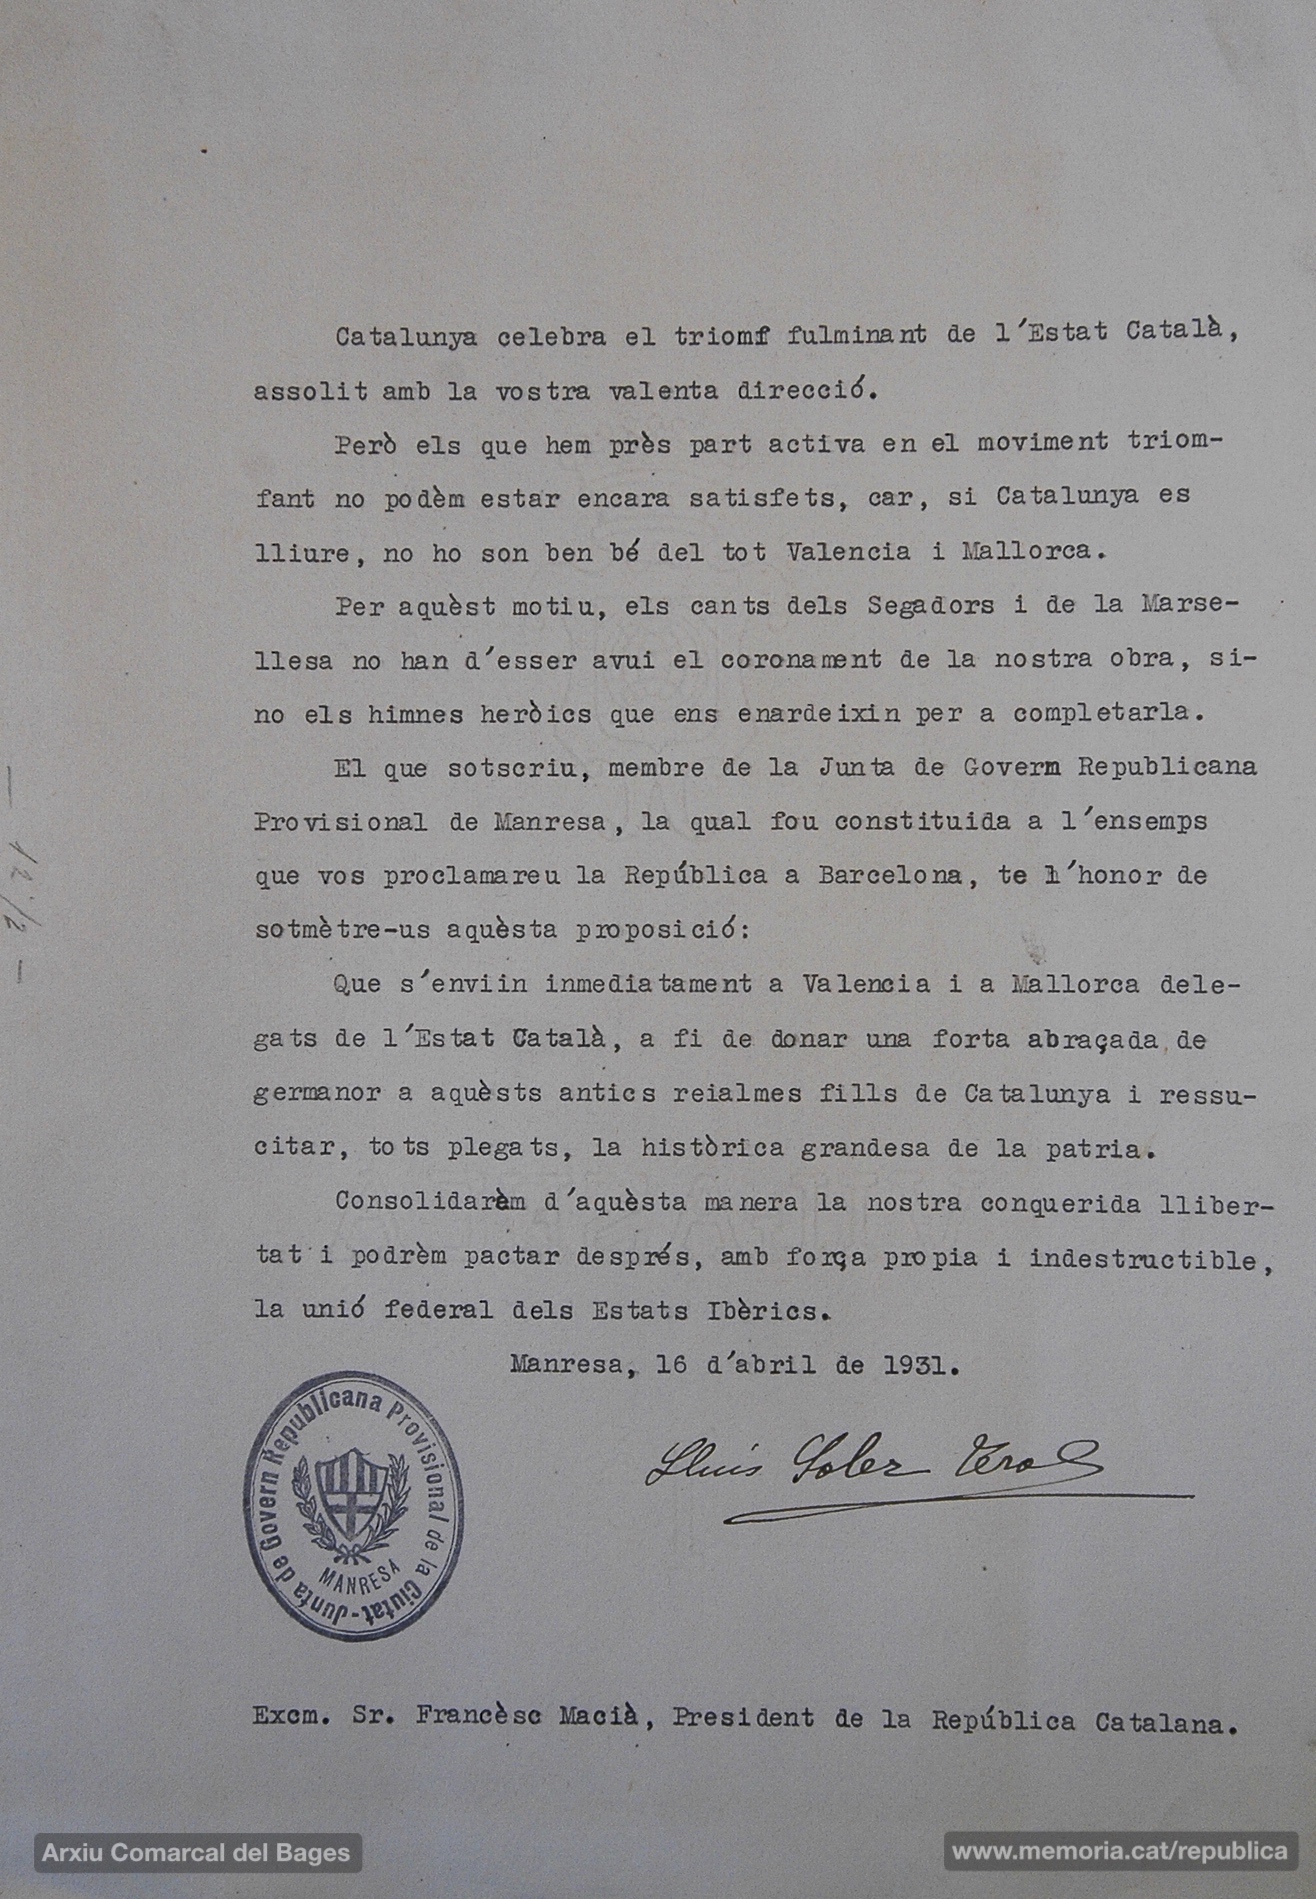 Catalunya celebra el triomf fulminant de l'Estat Català,
assolit amb la vostra valenta direcció.
Però els que hem près part activa en el moviment triom-
fant no podèm estar encara satisfets, car, si Catalunya es
lliure, no ho son ben bé del tot Valencia i Mallorca.
Per aquèst motiu, els cants dels Segadors i de la Marse-
llesa no han d'esser avui el coronament de la nostra obra, si-
no els himnes heròics que ens enardeixin per a completarla.
El que sotscriu, membre de la Junta de Govern Republicana
Provisional de Manresa, la qual fou constituida a l'ensemps
que vos proclamareu la República a Barcelona, te l'honor de
sotmètre-us aquèsta proposició:
Que s'enviin inmediatament a Valencia i a Mallorca dele-
gats de l'Estat Català, a fi de donar una forta abraçada de
germanor a aquèsts antics reialmes fills de Catalunya i ressu-
citar, tots plegats, la històrica grandesa de la patria.
Consolidarèm d'aquèsta manera la nostra conquerida lliber-
tat i podrèm pactar després, amb força propia i indestructible,
la unió federal dels Estats Ibèrics.
Manresa, 16 d'abril de 1931.
Lluis Soler Terol
Junta de Govern Republicana Provisional de la Ciutat-
MANRESA
Excm. Sr. Francèsc Macià, President de la República Catalana.
Arxiu Comarcal del Bages
www.memoria.cat/republica